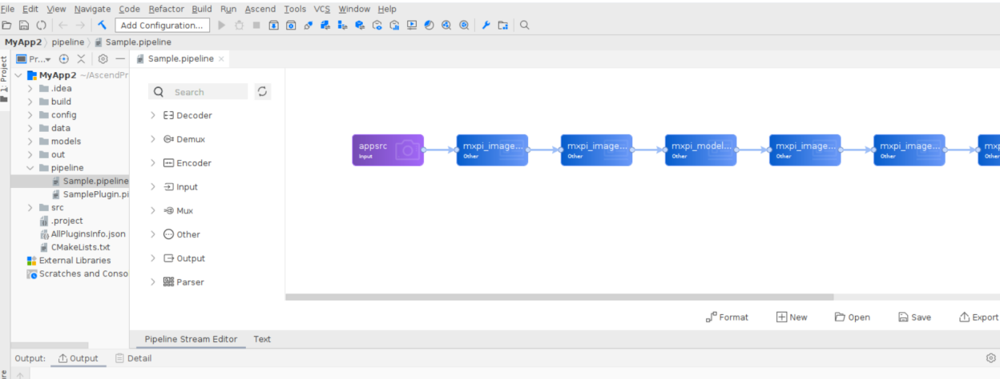 File Edit View Navigate Code Refactor Build Run Ascend Tools VCS Window Help
Add Configuration...
MyApp2 pipeline Sample.pipeline
1: Project
Pr...
Sample.pipeline
MyApp2 ~/AscendPr
.idea
build
config
data
models
out
pipeline
Sample.pipeline
SamplePlugin.pi
src
.project
AllPluginsInfo.json
CMakeLists.txt
External Libraries
Scratches and Conso
Search
Decoder
Demux
Encoder
Input
Mux
Other
Output
Parser
appsrc
Input
mxpi_image...
Other
mxpi_image...
Other
mxpi_model...
Other
mxpi_image...
Other
mxpi_image...
Other
mxp
Other
Format New Open Save Export
Pipeline Stream Editor Text
Output: Output Detail